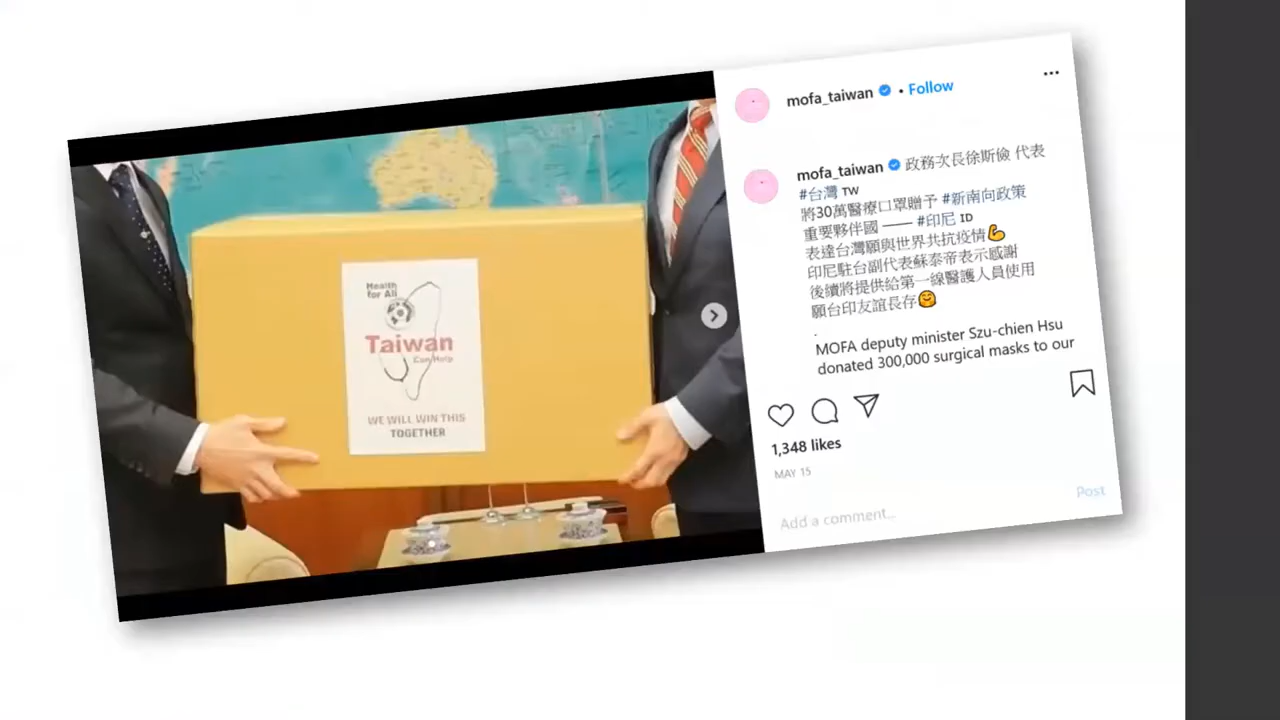 mofa_taiwan • Follow
mofa_taiwan 政務次長徐斯儉 代表
#台灣 TW
將30萬醫療口罩贈予 #新南向政策
重要夥伴國 —— #印尼 ID
表達台灣願與世界共抗疫情💪
印尼駐台副代表蘇泰帝表示感謝
後續將提供給第一線醫護人員使用
願台印友誼長存🤗
.
MOFA deputy minister Szu-chien Hsu
donated 300,000 surgical masks to our
1,348 likes
MAY 15
Add a comment...
Post
Health
for All
Taiwan
Can Help
WE WILL WIN THIS
TOGETHER